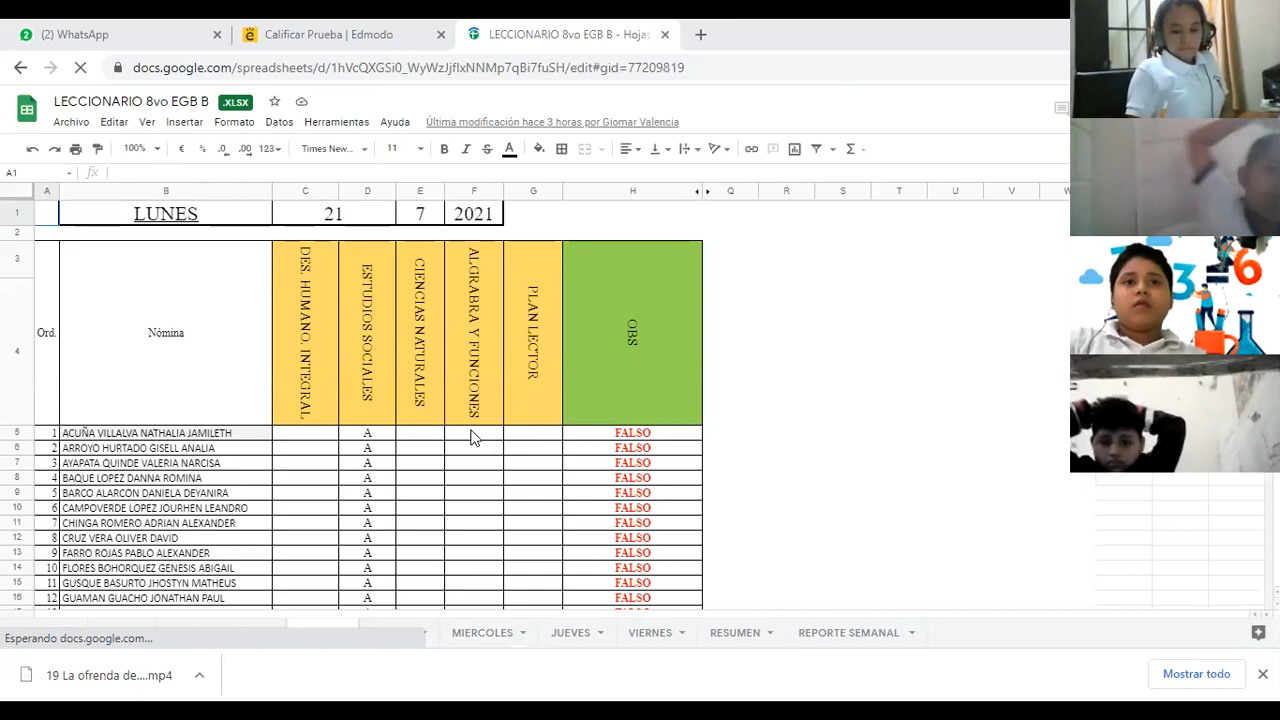 2 (2) WhatsApp
Calificar Prueba | Edmodo
LECCIONARIO 8vo EGB B - Hojas
docs.google.com/spreadsheets/d/1hVcQXGSi0_WyWzJjfIxNNMp7qBi7fuSH/edit#gid=77209819
LECCIONARIO 8vo EGB B .XLSX
Archivo Editar Ver Insertar Formato Datos Herramientas Ayuda Última modificación hace 3 horas por Giomar Valencia
100% € % .0 .00 123 Times New... 11 B I S A
A1 fx
A B C D E F G H Q R S T U V W
1 LUNES 21 7 2021
2
3
4
Ord. Nómina DES. HUMANO. INTEGRAL ESTUDIOS SOCIALES CIENCIAS NATURALES ALGRABRA Y FUNCIONES PLAN LECTOR OBS
5 1 ACUÑA VILLALVA NATHALIA JAMILETH A FALSO
6 2 ARROYO HURTADO GISELL ANALIA A FALSO
7 3 AYAPATA QUINDE VALERIA NARCISA A FALSO
8 4 BAQUE LOPEZ DANNA ROMINA A FALSO
9 5 BARCO ALARCON DANIELA DEYANIRA A FALSO
10 6 CAMPOVERDE LOPEZ JOURHEN LEANDRO A FALSO
11 7 CHINGA ROMERO ADRIAN ALEXANDER A FALSO
12 8 CRUZ VERA OLIVER DAVID A FALSO
13 9 FARRO ROJAS PABLO ALEXANDER A FALSO
14 10 FLORES BOHORQUEZ GENESIS ABIGAIL A FALSO
15 11 GUSQUE BASURTO JHOSTYN MATHEUS A FALSO
16 12 GUAMAN GUACHO JONATHAN PAUL A FALSO
Esperando docs.google.com...
MIERCOLES JUEVES VIERNES RESUMEN REPORTE SEMANAL
19 La ofrenda de....mp4
Mostrar todo
3 = 6